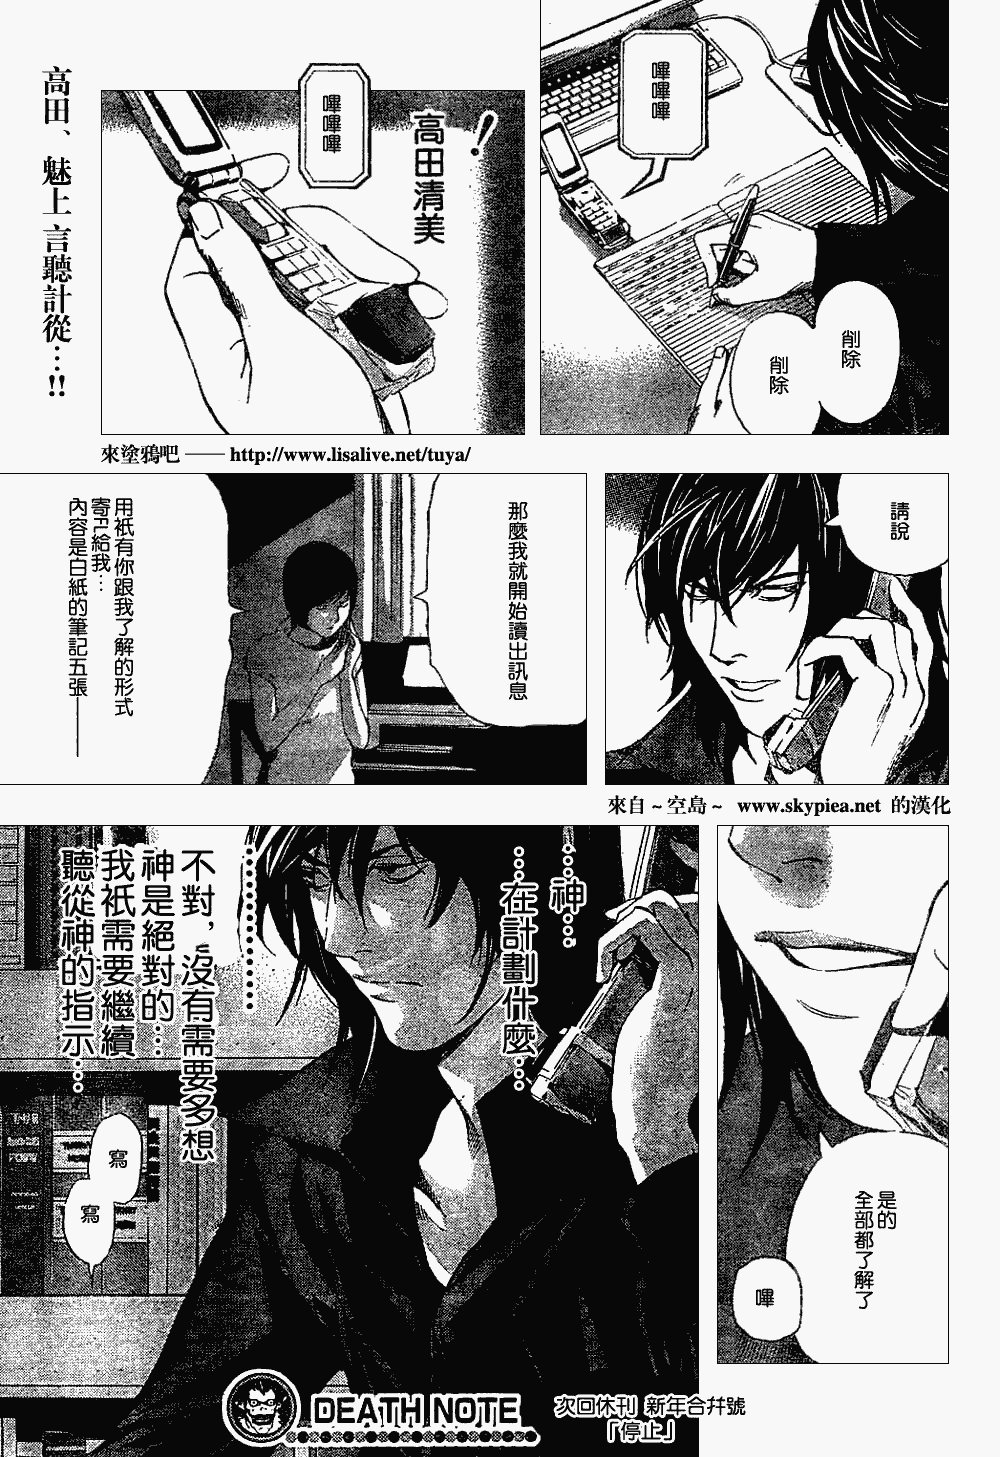 嗶嗶嗶
削除
削除
高田清美
!
嗶嗶嗶
高田、魅上言聽計從…!!
來塗鴉吧 —— http://www.lisalive.net/tuya/
請說
那麼我就開始讀出訊息
用衹有你跟我了解的形式
寄FL給我…
內容是白紙的筆記五張——
來自~空島~ www.skypiea.net 的漢化
是的
全部都了解了
嗶
……神……
……在計劃什麼……
不對，沒有需要多想
神是絕對的…
我衹需要繼續
聽從神的指示……
寫
寫
DEATH NOTE
次回休刊 新年合幷號
「停止」